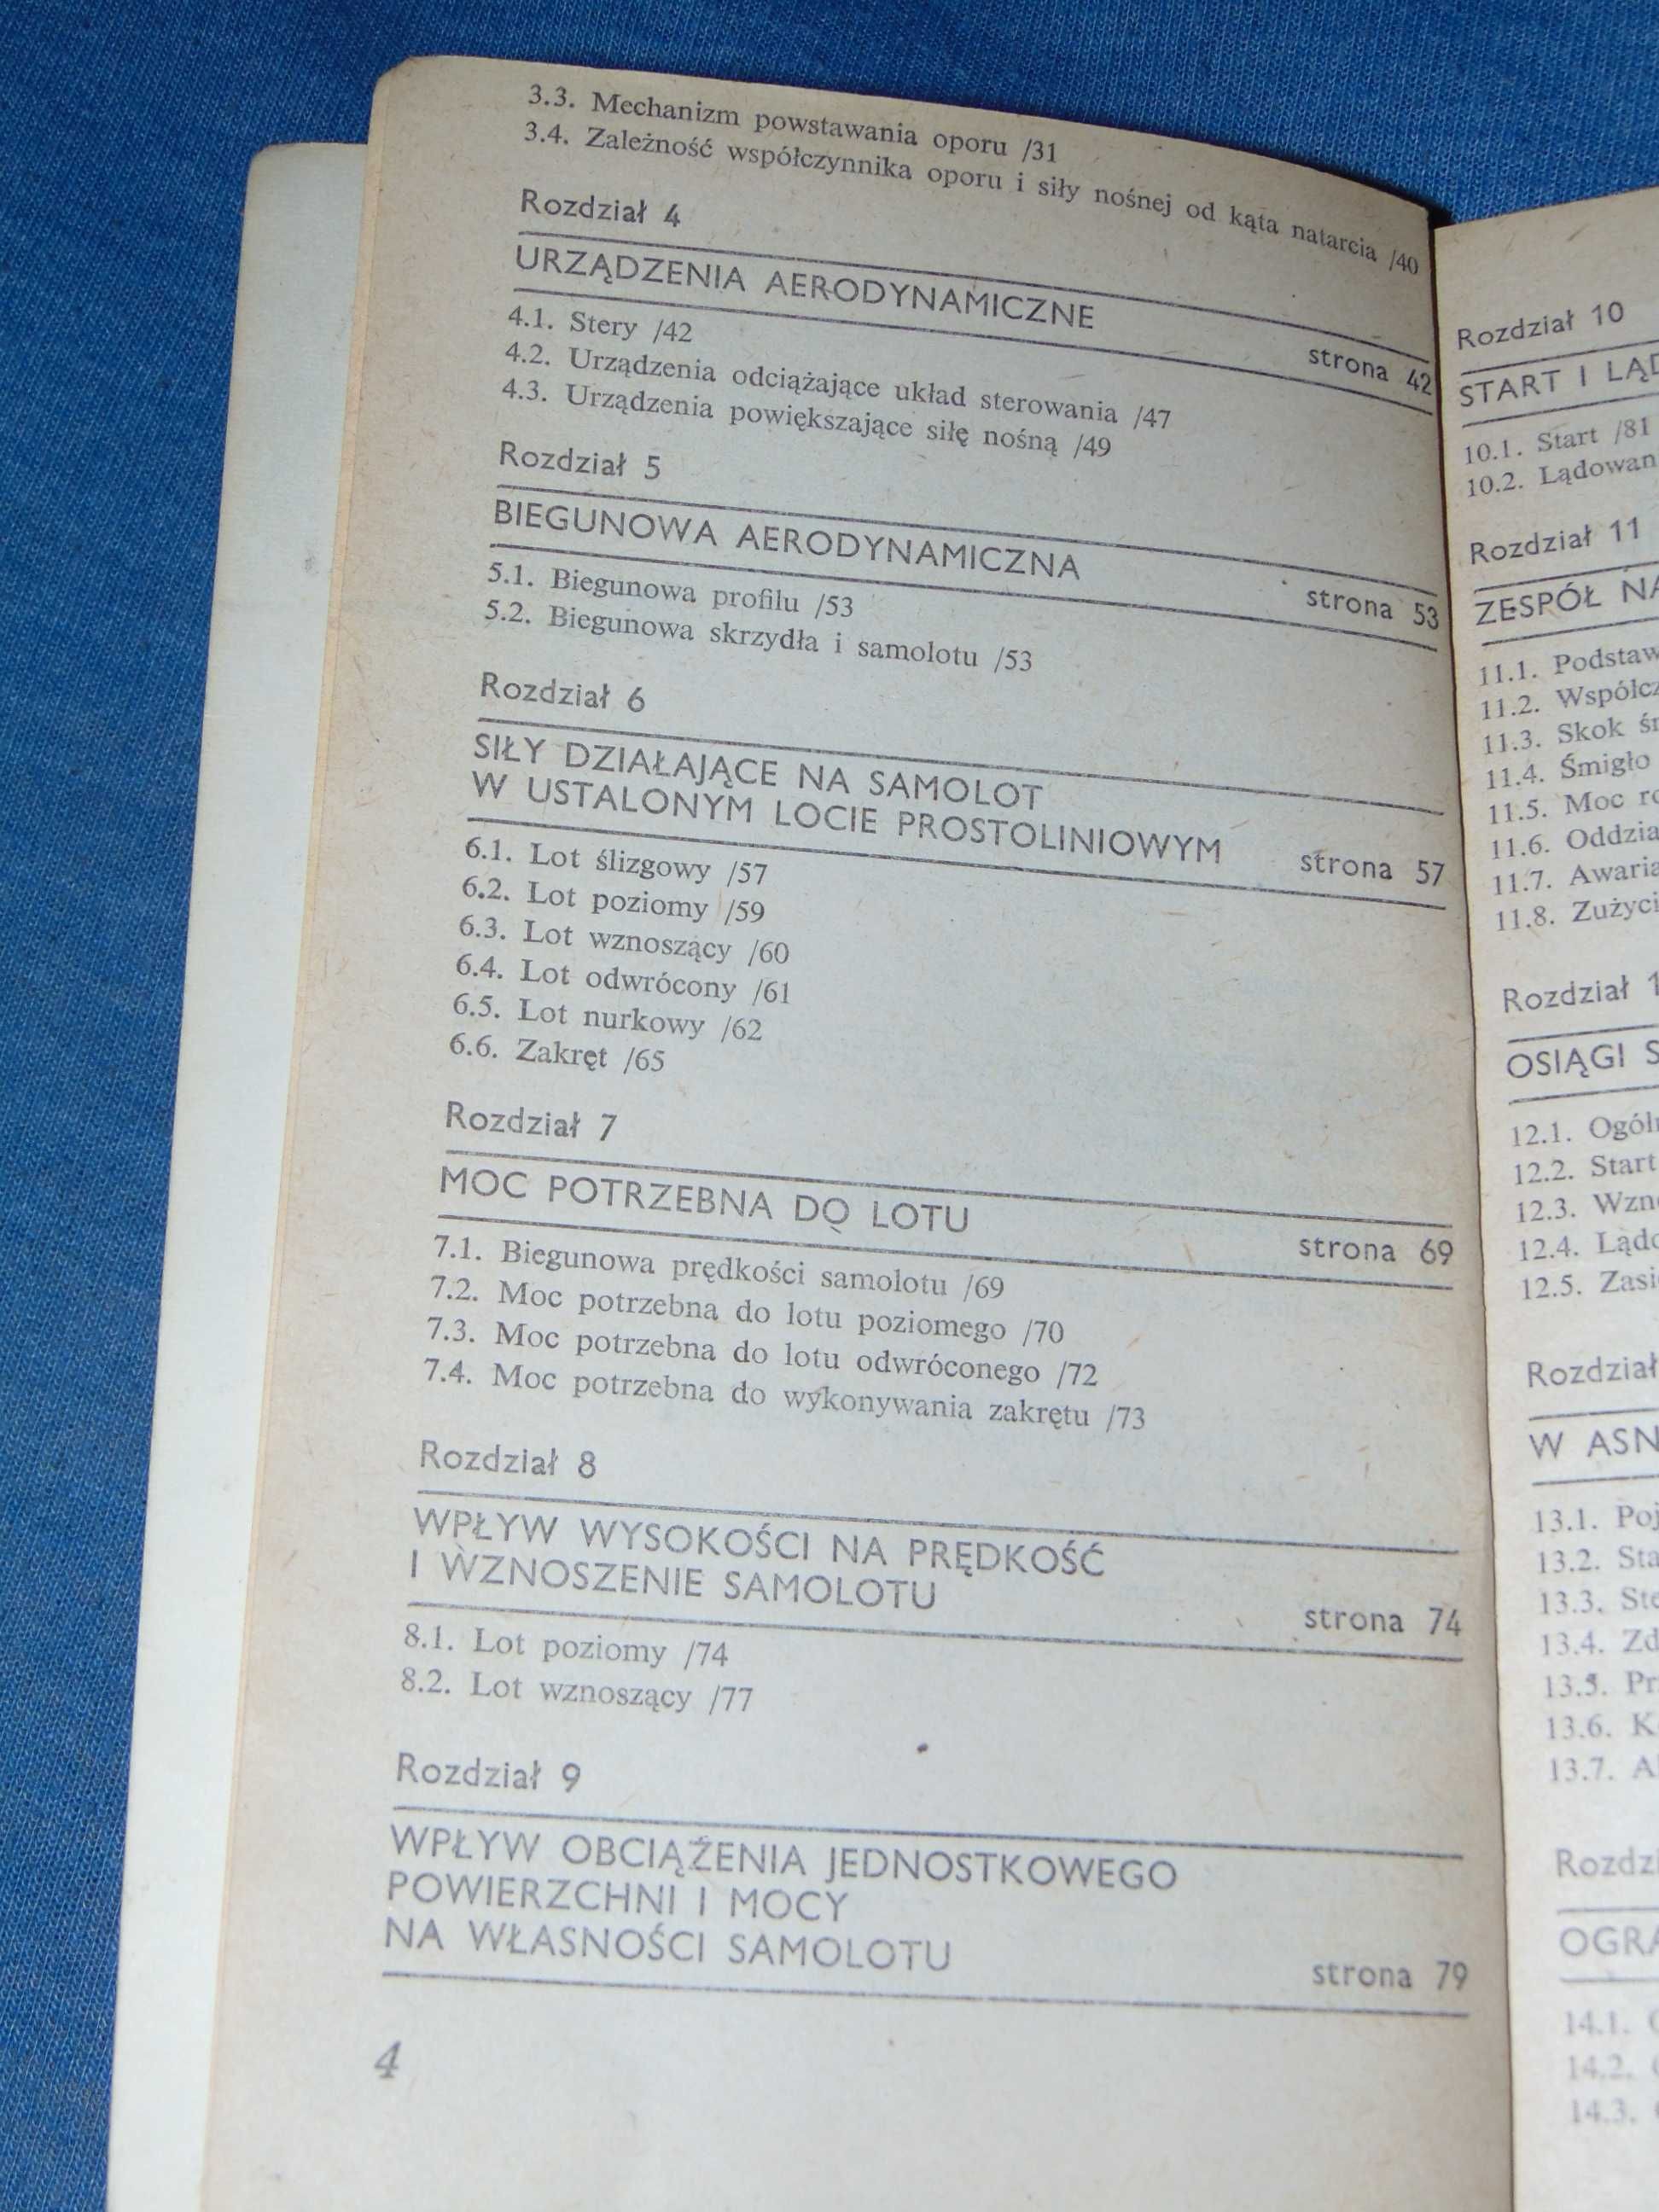 3.3. Mechanizm powstawania oporu /31
3.4. Zależność współczynnika oporu i siły nośnej od kąta natarcia /40
Rozdział 4
URZĄDZENIA AERODYNAMICZNE
strona 42
4.1. Stery /42
4.2. Urządzenia odciążające układ sterowania /47
4.3. Urządzenia powiększające siłę nośną /49
Rozdział 5
BIEGUNOWA AERODYNAMICZNA
strona 53
5.1. Biegunowa profilu /53
5.2. Biegunowa skrzydła i samolotu /53
Rozdział 6
SIŁY DZIAŁAJĄCE NA SAMOLOT
W USTALONYM LOCIE PROSTOLINIOWYM strona 57
6.1. Lot ślizgowy /57
6.2. Lot poziomy /59
6.3. Lot wznoszący /60
6.4. Lot odwrócony /61
6.5. Lot nurkowy /62
6.6. Zakręt /65
Rozdział 7
MOC POTRZEBNA DO LOTU
strona 69
7.1. Biegunowa prędkości samolotu /69
7.2. Moc potrzebna do lotu poziomego /70
7.3. Moc potrzebna do lotu odwróconego /72
7.4. Moc potrzebna do wykonywania zakrętu /73
Rozdział 8
WPŁYW WYSOKOŚCI NA PRĘDKOŚĆ
I WZNOSZENIE SAMOLOTU
strona 74
8.1. Lot poziomy /74
8.2. Lot wznoszący /77
Rozdział 9
WPŁYW OBCIĄŻENIA JEDNOSTKOWEGO
POWIERZCHNI I MOCY
NA WŁASNOŚCI SAMOLOTU
strona 79
4
Rozdział 10
START I
10.1. Start /81
10.2.
Rozdział 11
ZESPÓŁ
11.1.
11.2.
11.3. Skok
11.4. Śmigło
11.5. Moc
11.6.
11.7.
11.8.
Rozdział
OSIĄGI
12.1.
12.2. Start
12.3.
12.4.
12.5.
Rozdział
W
13.1.
13.2.
13.3.
13.4.
13.5.
13.6.
13.7.
14.1.
14.2.
14.3.